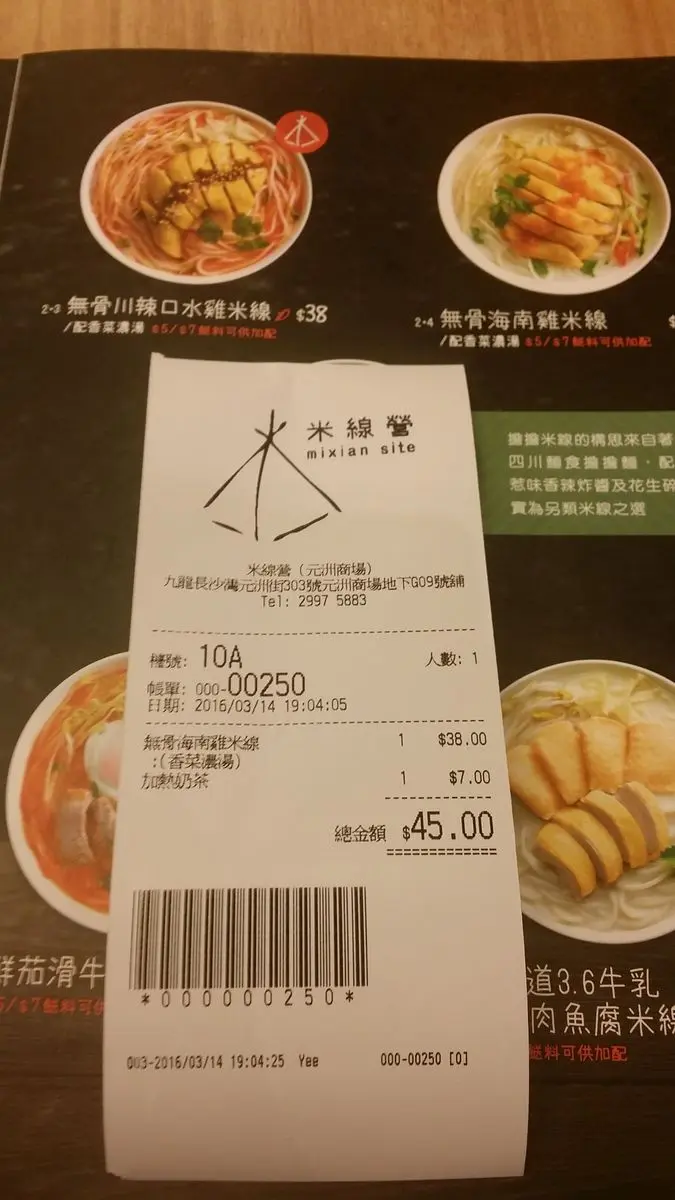 2-3 無骨川辣口水雞米線 $38
/配香菜濃湯 $5/$7餸料可供加配
2-4 無骨海南雞米線
/配香菜濃湯 $5/$7餸料可供加配
擔擔米線的構思來自著
四川麵食擔擔麵，配
惹味香辣炸醬及花生碎
實為另類米線之選
米線營
mixian site
米線營（元洲商場）
九龍長沙灣元洲街303號元洲商場地下G09號舖
Tel: 2997 5883
檯號: 10A 人數: 1
帳單: 000-00250
日期: 2016/03/14 19:04:05
無骨海南雞米線 1 $38.00
:(香菜濃湯)
加熱奶茶 1 $7.00
總金額 $45.00
*000000250*
003-2016/03/14 19:04:25 Yee 000-00250 [0]
鮮茄滑牛
5/$7餸料可供
道3.6牛乳
肉魚腐米線
餸料可供加配